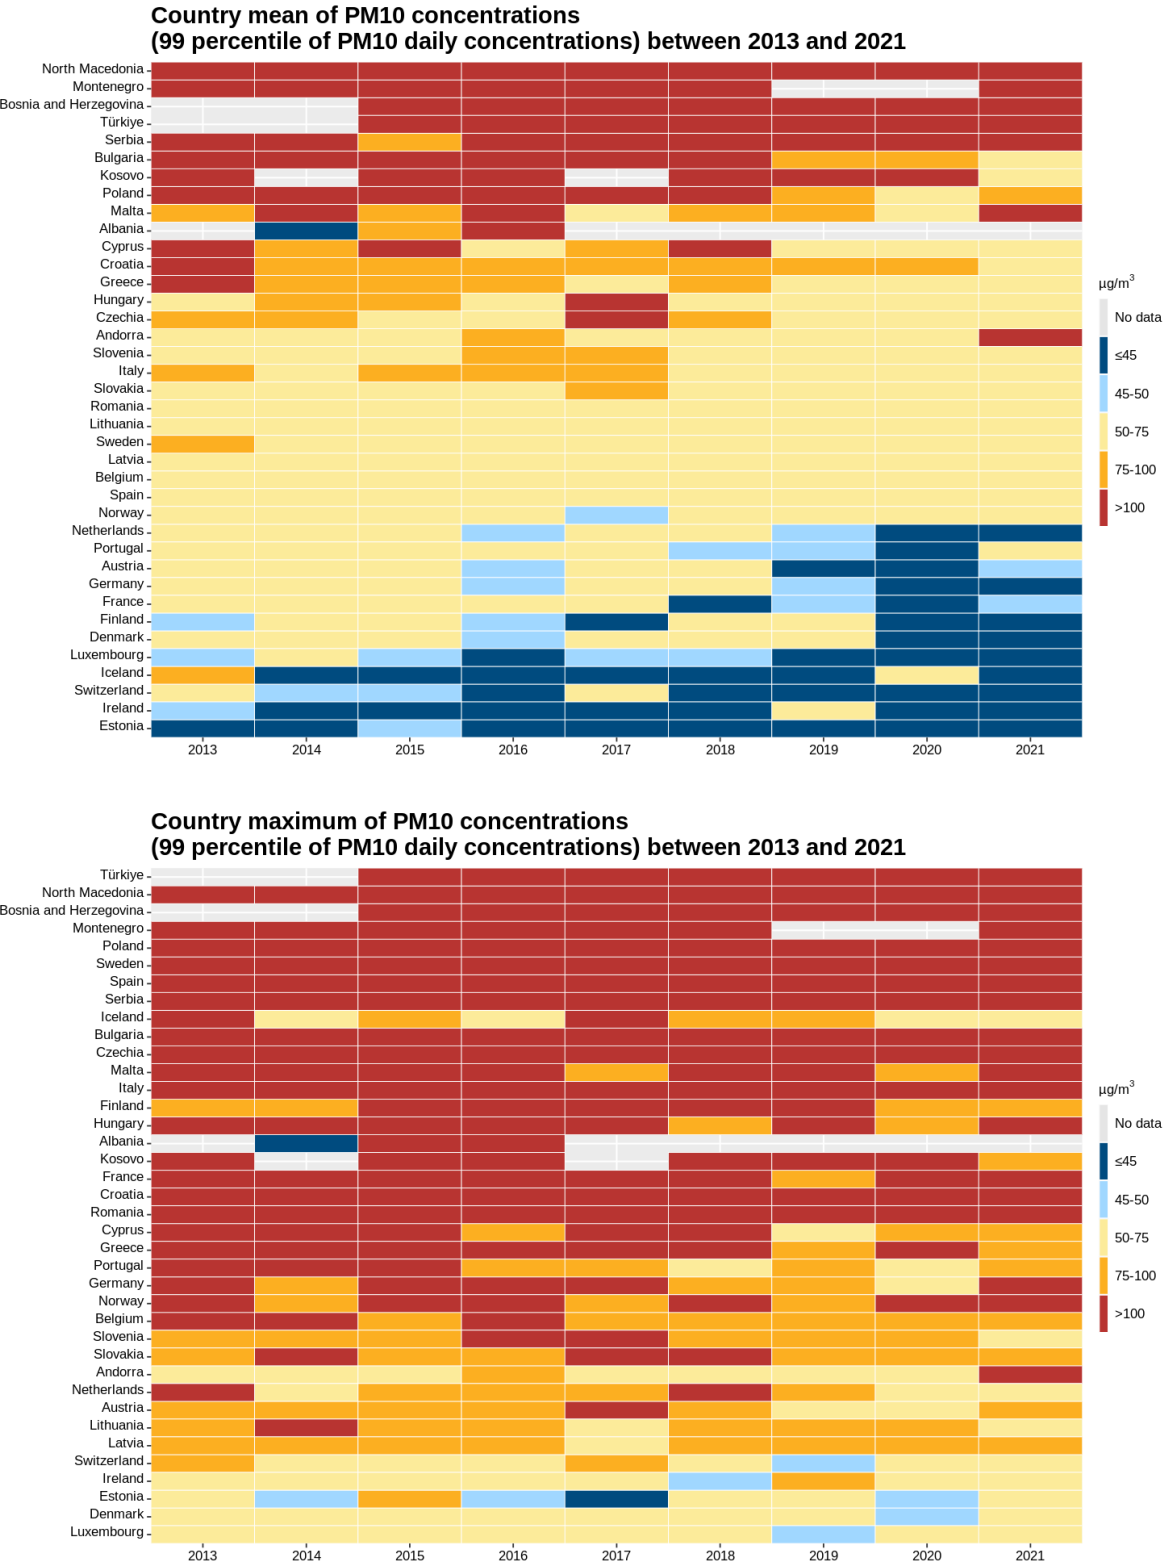 Country mean of PM10 concentrations
(99 percentile of PM10 daily concentrations) between 2013 and 2021
North Macedonia
Montenegro
Bosnia and Herzegovina
Türkiye
Serbia
Bulgaria
Kosovo
Poland
Malta
Albania
Cyprus
Croatia
Greece
Hungary
Czechia
Andorra
Slovenia
Italy
Slovakia
Romania
Lithuania
Sweden
Latvia
Belgium
Spain
Norway
Netherlands
Portugal
Austria
Germany
France
Finland
Denmark
Luxembourg
Iceland
Switzerland
Ireland
Estonia
2013 2014 2015 2016 2017 2018 2019 2020 2021
µg/m³
No data
≤45
45-50
50-75
75-100
>100
Country maximum of PM10 concentrations
(99 percentile of PM10 daily concentrations) between 2013 and 2021
Türkiye
North Macedonia
Bosnia and Herzegovina
Montenegro
Poland
Sweden
Spain
Serbia
Iceland
Bulgaria
Czechia
Malta
Italy
Finland
Hungary
Albania
Kosovo
France
Croatia
Romania
Cyprus
Greece
Portugal
Germany
Norway
Belgium
Slovenia
Slovakia
Andorra
Netherlands
Austria
Lithuania
Latvia
Switzerland
Ireland
Estonia
Denmark
Luxembourg
2013 2014 2015 2016 2017 2018 2019 2020 2021
µg/m³
No data
≤45
45-50
50-75
75-100
>100